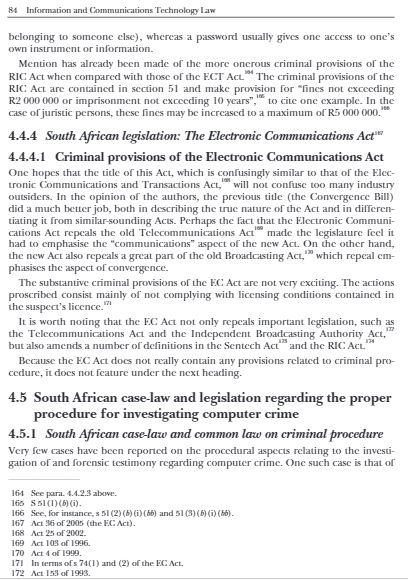 84 Information and Communications Technology Law
belonging to someone else), whereas a password usually gives one access to one's
own instrument or information.
Mention has already been made of the more onerous criminal provisions of the
RIC Act when compared with those of the ECT Act.164 The criminal provisions of the
RIC Act are contained in section 51 and make provision for "fines not exceeding
R2 000 000 or imprisonment not exceeding 10 years",165 to cite one example. In the
case of juristic persons, these fines may be increased to a maximum of R5 000 000.166
4.4.4 South African legislation: The Electronic Communications Act167
4.4.4.1 Criminal provisions of the Electronic Communications Act
One hopes that the title of this Act, which is confusingly similar to that of the Elec-
tronic Communications and Transactions Act,168 will not confuse too many industry
outsiders. In the opinion of the authors, the previous title (the Convergence Bill)
did a much better job, both in describing the true nature of the Act and in differen-
tiating it from similar-sounding Acts. Perhaps the fact that the Electronic Communi-
cations Act repeals the old Telecommunications Act169 made the legislature feel it
had to emphasise the "communications" aspect of the new Act. On the other hand,
the new Act also repeals a great part of the old Broadcasting Act,170 which repeal em-
phasises the aspect of convergence.
The substantive criminal provisions of the EC Act are not very exciting. The actions
proscribed consist mainly of not complying with licensing conditions contained in
the suspect's licence.171
It is worth noting that the EC Act not only repeals important legislation, such as
the Telecommunications Act and the Independent Broadcasting Authority Act,172
but also amends a number of definitions in the Sentech Act173 and the RIC Act.174
Because the EC Act does not really contain any provisions related to criminal pro-
cedure, it does not feature under the next heading.
4.5 South African case-law and legislation regarding the proper
procedure for investigating computer crime
4.5.1 South African case-law and common law on criminal procedure
Very few cases have been reported on the procedural aspects relating to the investi-
gation of and forensic testimony regarding computer crime. One such case is that of
164 See para. 4.4.2.3 above.
165 S 51(1)(b)(i).
166 See, for instance, s 51(2)(b)(i)(bb) and 51(3)(b)(i)(bb).
167 Act 36 of 2005 (the EC Act).
168 Act 25 of 2002.
169 Act 103 of 1996.
170 Act 4 of 1999.
171 In terms of s 74(1) and (2) of the EC Act.
172 Act 153 of 1993.